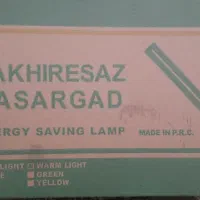 AKHIRESAZ
ASARGAD
ERGY SAVING LAMP
MADE IN P.R.C.
LIGHT WARM LIGHT
E GREEN
YELLOW